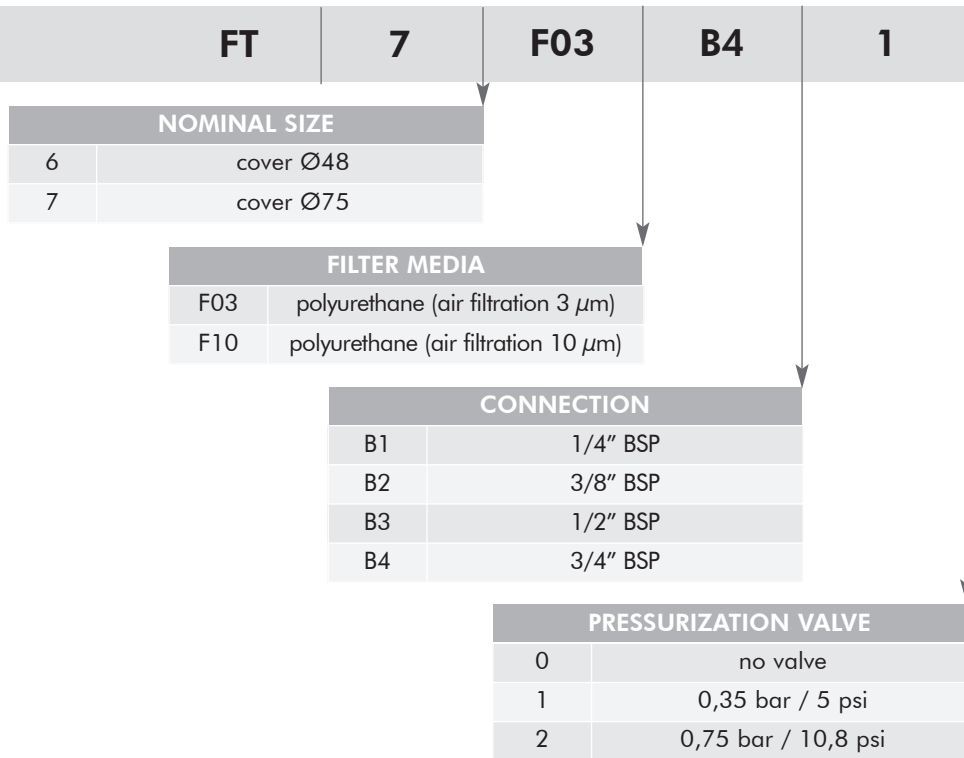 FT 7 F03 B4 1
NOMINAL SIZE
6 cover Ø48
7 cover Ø75
FILTER MEDIA
F03 polyurethane (air filtration 3 µm)
F10 polyurethane (air filtration 10 µm)
CONNECTION
B1 1/4" BSP
B2 3/8" BSP
B3 1/2" BSP
B4 3/4" BSP
PRESSURIZATION VALVE
0 no valve
1 0,35 bar / 5 psi
2 0,75 bar / 10,8 psi